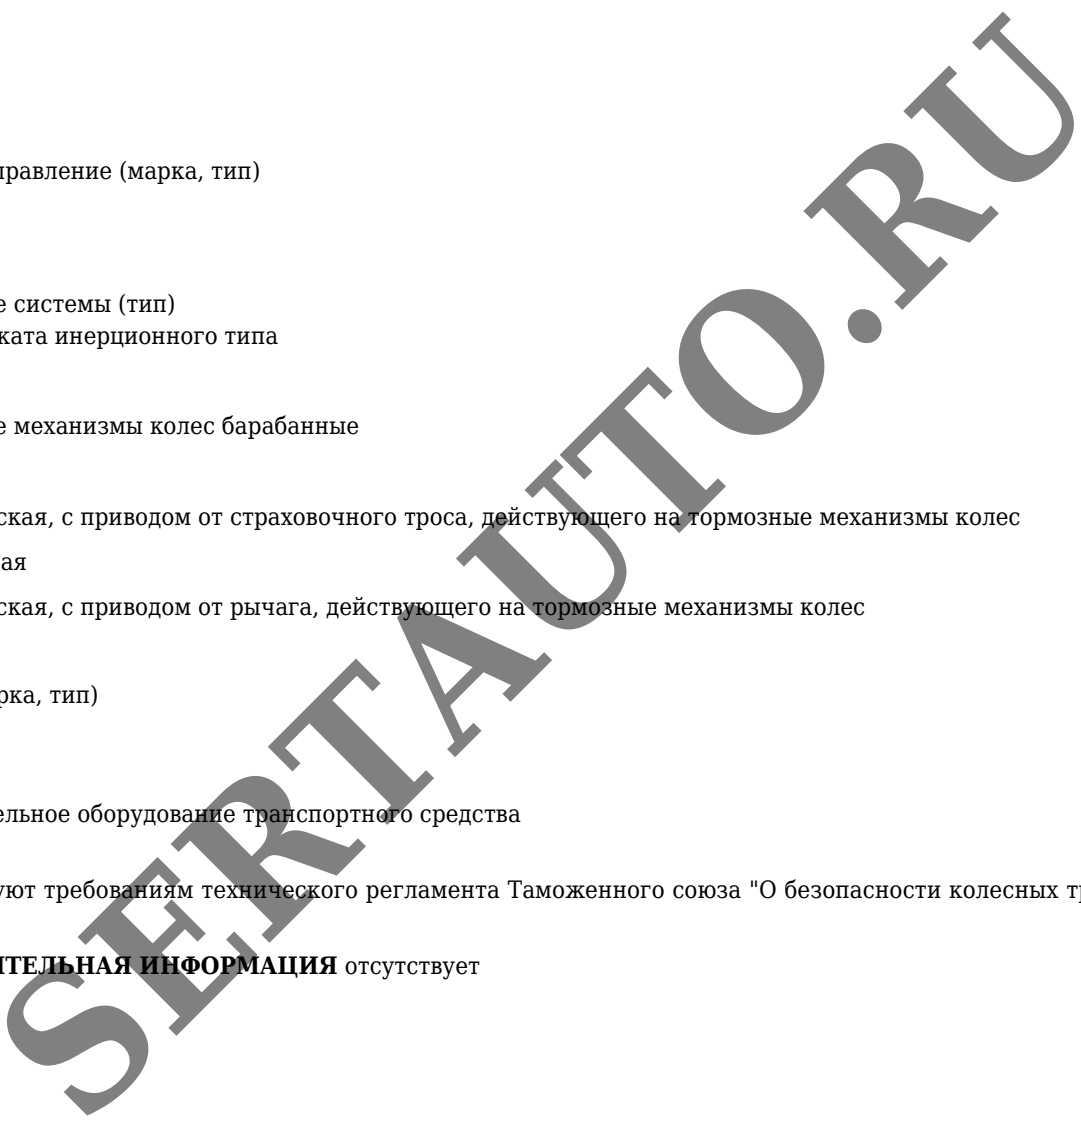 правление (марка, тип)
е системы (тип)
ката инерционного типа
е механизмы колес барабанные
ская, с приводом от страховочного троса, действующего на тормозные механизмы колес
ая
ская, с приводом от рычага, действующего на тормозные механизмы колес
рка, тип)
ельное оборудование транспортного средства
уют требованиям технического регламента Таможенного союза "О безопасности колесных тр
ИТЕЛЬНАЯ ИНФОРМАЦИЯ отсутствует
SERTAUTO.RU